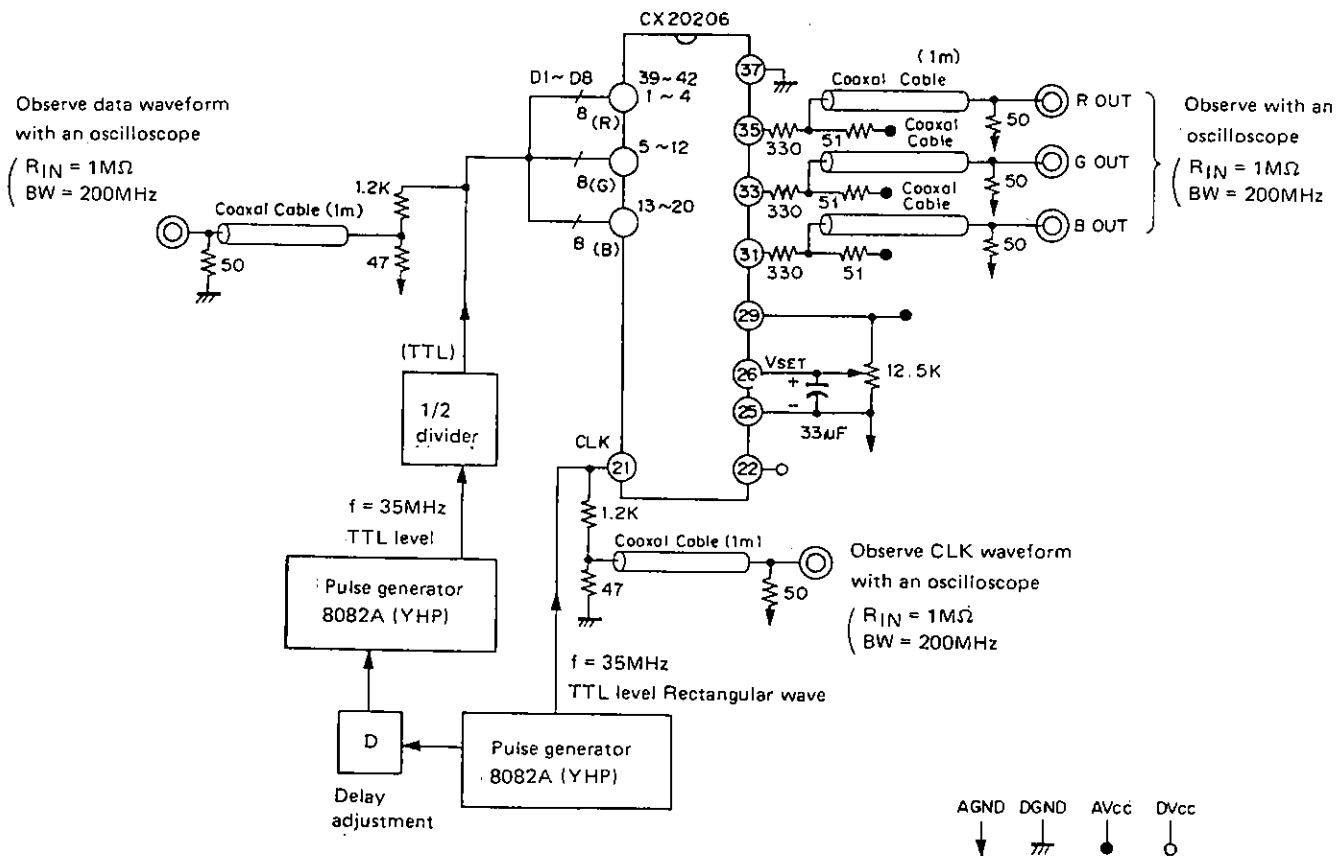 CX20206
D1~ D8
39~42
1 ~ 4
8
(R)
5 ~12
8(G)
13~20
8
(B)
37
35
33
31
29
26
25
22
21
CLK
Observe data waveform
with an oscilloscope
( RIN = 1MΩ
BW = 200MHz
Coaxal Cable (1m)
50
1.2K
47
(TTL)
1/2
divider
f = 35MHz
TTL level
Pulse generator
8082A (YHP)
D
Delay
adjustment
Pulse generator
8082A (YHP)
f = 35MHz
TTL level Rectangular wave
1.2K
47
Coaxal Cable (1m)
50
Observe CLK waveform
with an oscilloscope
( RIN = 1MΩ
BW = 200MHz
(1m)
Coaxal Cable
330
51
Coaxal
Cable
50
R OUT
330
51
Coaxal
Cable
50
G OUT
330
51
50
B OUT
Observe with an
oscilloscope
( RIN = 1MΩ
BW = 200MHz
VSET
+
-
33μF
12.5K
AGND DGND AVcc DVcc